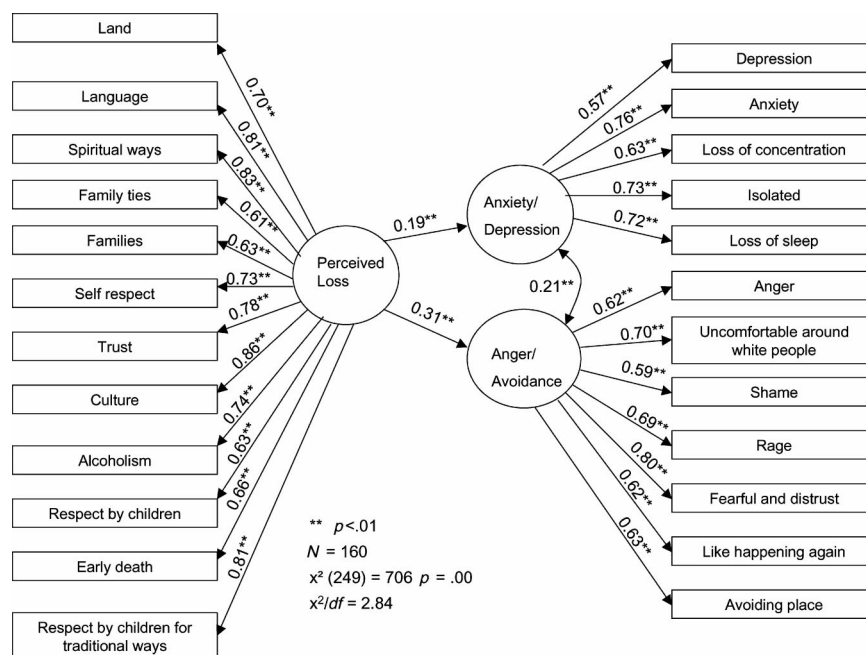 Land
Language
Spiritual ways
Family ties
Families
Self respect
Trust
Culture
Alcoholism
Respect by children
Early death
Respect by children for
traditional ways
0.70**
0.81**
0.83**
0.61**
0.63**
0.73**
0.78**
0.86**
0.74**
0.63**
0.66**
0.81**
Perceived
Loss
0.19**
0.31**
Anxiety/
Depression
0.21**
Anger/
Avoidance
0.57**
0.76**
0.63**
0.73**
0.72**
0.62**
0.70**
0.59**
0.69**
0.80**
0.62**
0.63**
Depression
Anxiety
Loss of concentration
Isolated
Loss of sleep
Anger
Uncomfortable around
white people
Shame
Rage
Fearful and distrust
Like happening again
Avoiding place
** p<.01
N = 160
x² (249) = 706 p = .00
x²/df = 2.84